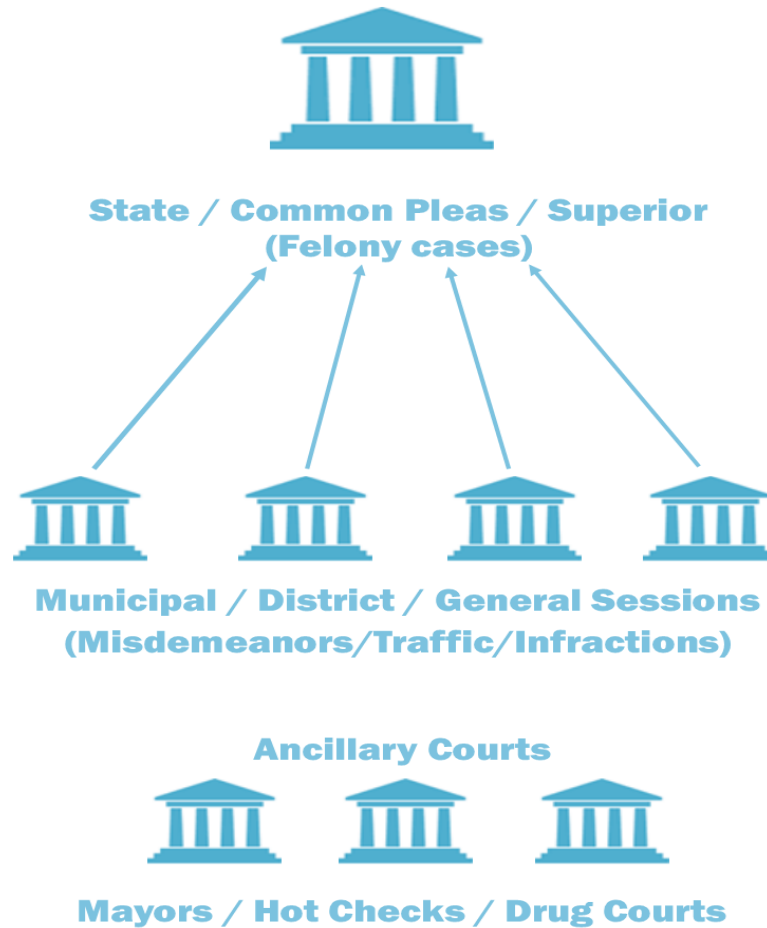 State / Common Pleas / Superior
(Felony cases)
Municipal / District / General Sessions
(Misdemeanors/Traffic/Infractions)
Ancillary Courts
Mayors / Hot Checks / Drug Courts